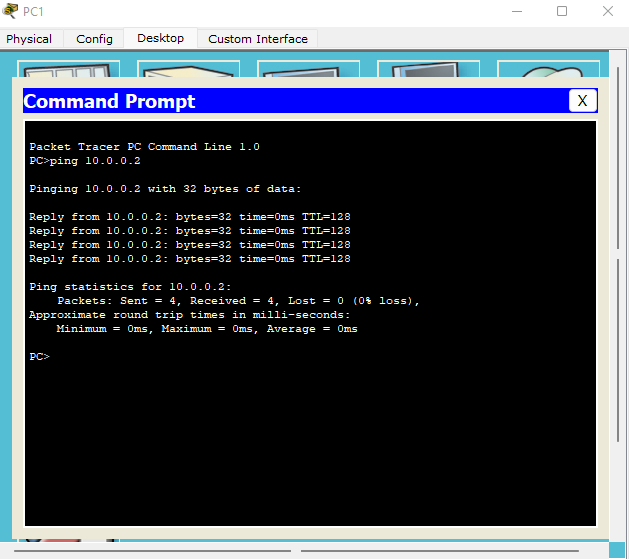 PC1
Physical Config Desktop Custom Interface
Command Prompt X
Packet Tracer PC Command Line 1.0
PC>ping 10.0.0.2
Pinging 10.0.0.2 with 32 bytes of data:
Reply from 10.0.0.2: bytes=32 time=0ms TTL=128
Reply from 10.0.0.2: bytes=32 time=0ms TTL=128
Reply from 10.0.0.2: bytes=32 time=0ms TTL=128
Reply from 10.0.0.2: bytes=32 time=0ms TTL=128
Ping statistics for 10.0.0.2:
    Packets: Sent = 4, Received = 4, Lost = 0 (0% loss),
Approximate round trip times in milli-seconds:
    Minimum = 0ms, Maximum = 0ms, Average = 0ms
PC>